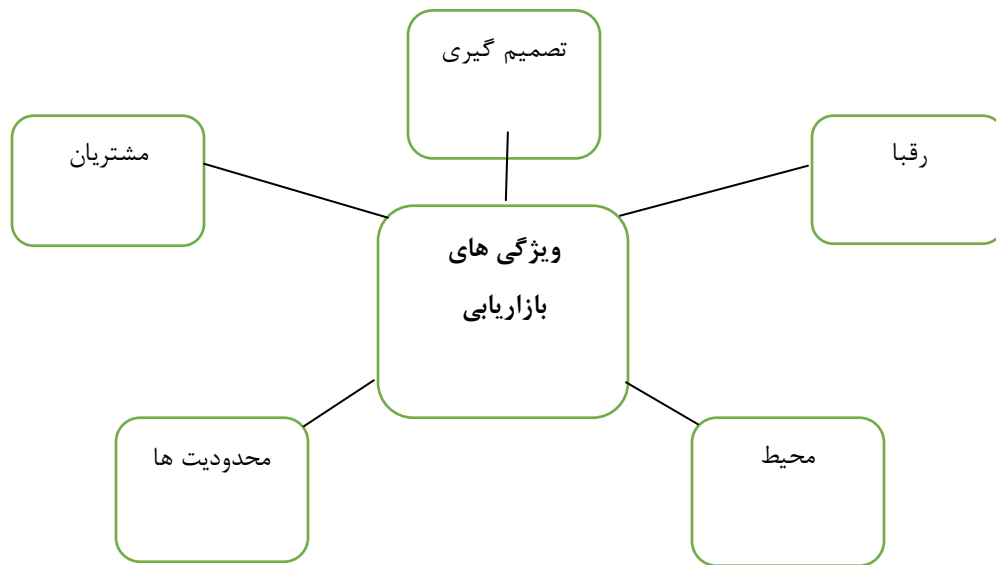 تصمیم گیری
رقبا
مشتریان
ویژگی های
بازاریابی
محیط
محدودیت ها